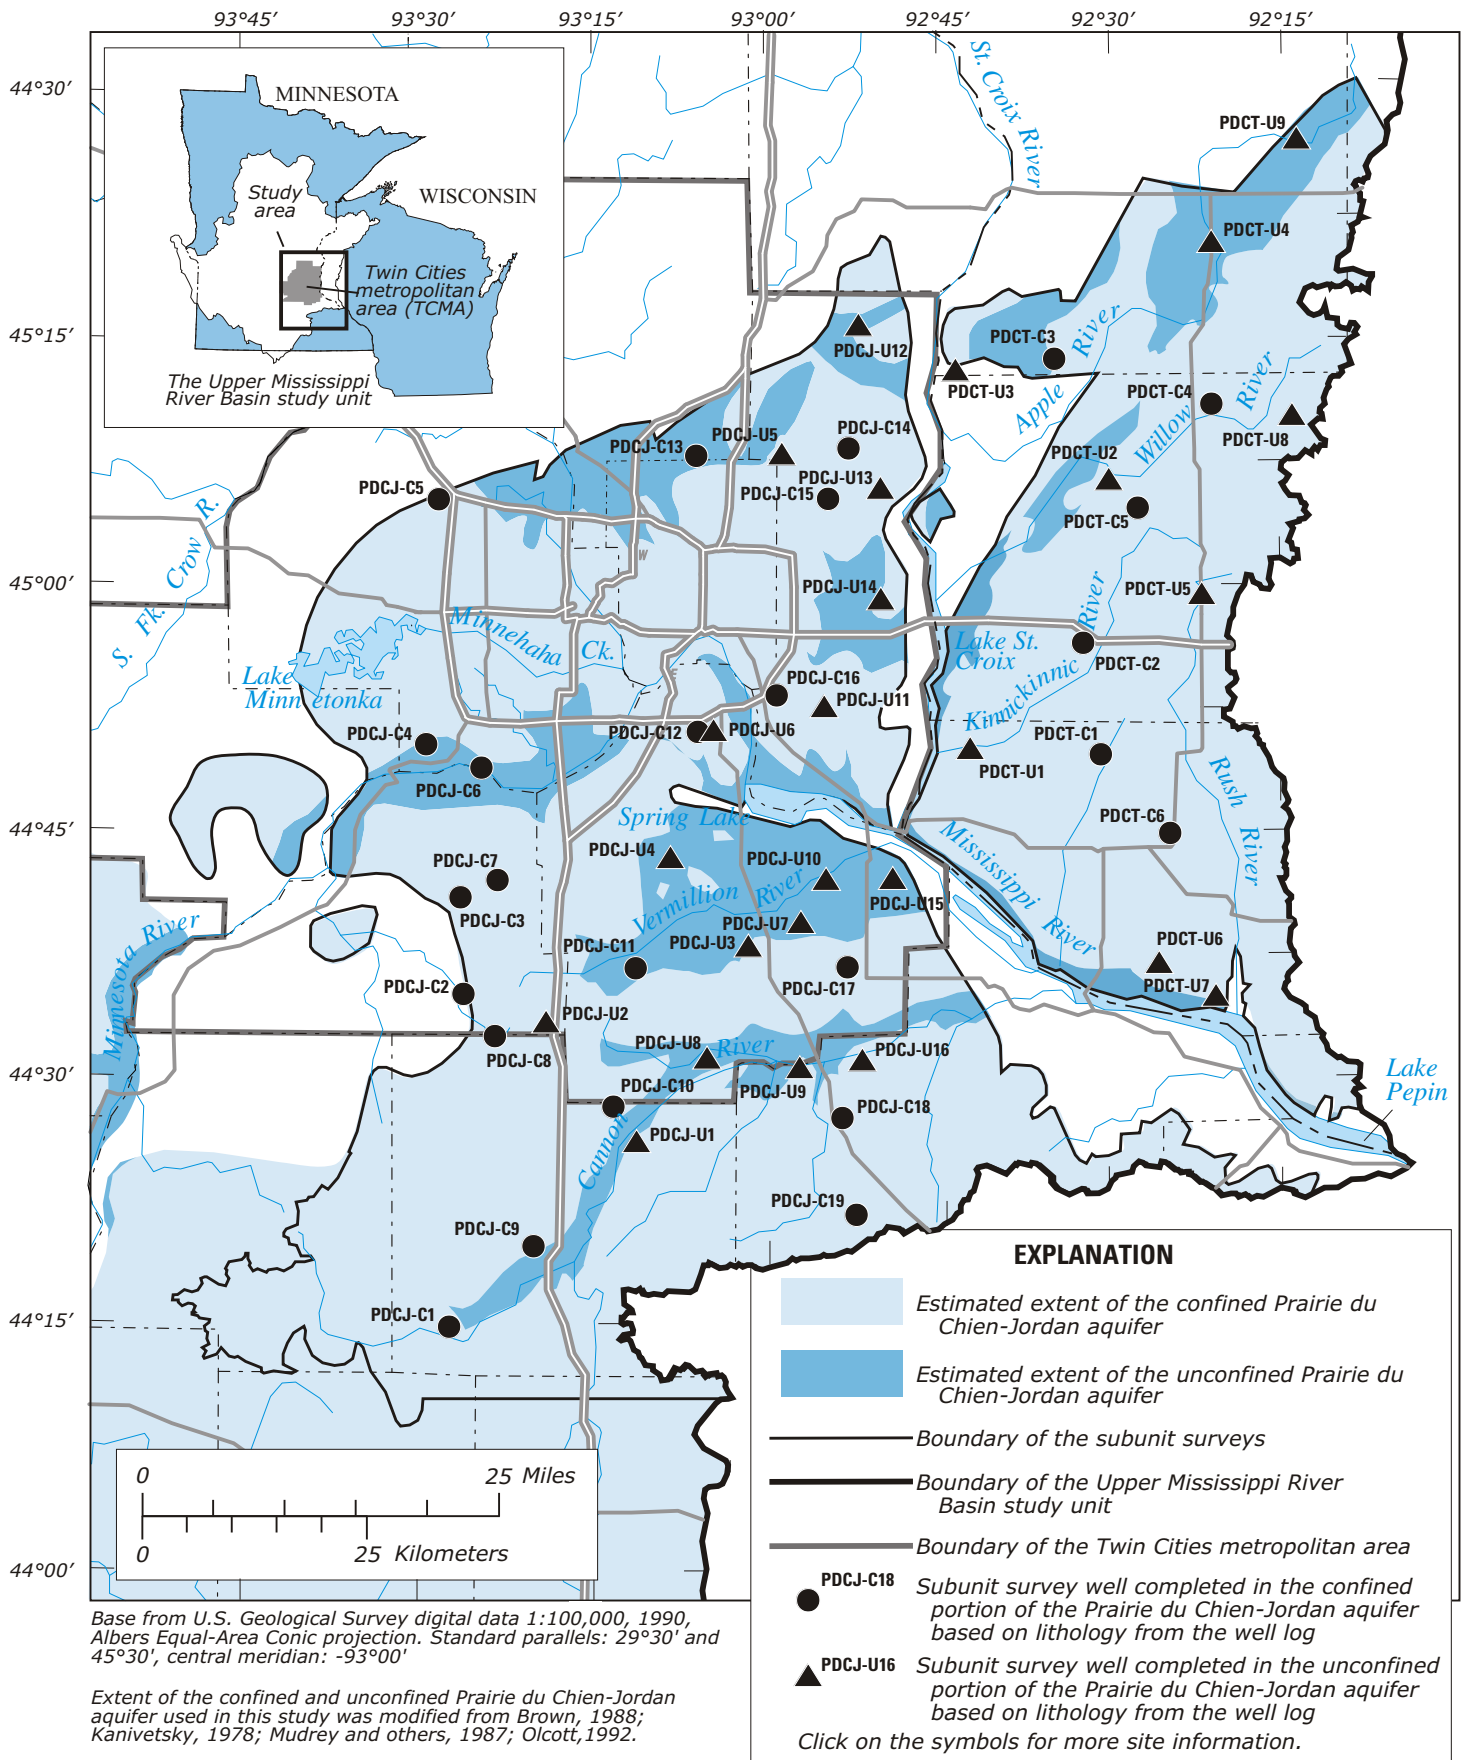 93°45′
93°30′
93°15′
93°00′
92°45′
92°30′
92°15′
44°30′
45°15′
45°00′
44°45′
44°30′
44°15′
44°00′
MINNESOTA
WISCONSIN
Study
area
Twin Cities
metropolitan
area (TCMA)
The Upper Mississippi
River Basin study unit
St. Croix River
PDCT-U9
PDCT-U4
PDCT-C3
River
Apple
PDCJ-U12
PDCT-U3
PDCT-C4
Willow
River
PDCT-U8
PDCJ-C13
PDCJ-U5
PDCJ-C14
PDCT-U2
PDCJ-U13
PDCJ-C15
PDCJ-C5
PDCT-C5
S. Fk. Crow R.
W
PDCJ-U14
PDCT-U5
Minnehaha Ck.
Lake St.
Croix
River
Kinnickinnic
PDCT-C2
Lake
Minnetonka
E
PDCJ-C16
PDCJ-U11
PDCJ-C4
PDCJ-C12
PDCJ-U6
PDCT-C1
PDCT-U1
PDCJ-C6
Rush
River
Spring Lake
PDCT-C6
Mississippi
River
PDCJ-U4
PDCJ-U10
PDCJ-C7
PDCJ-C3
Vermillion
River
PDCJ-U15
PDCJ-U7
PDCJ-U3
PDCJ-C11
PDCT-U6
PDCT-U7
Minnesota River
PDCJ-C2
PDCJ-C17
PDCJ-U2
PDCJ-C8
PDCJ-U8
River
PDCJ-U16
PDCJ-U9
PDCJ-C10
PDCJ-C18
Lake
Pepin
PDCJ-U1
Cannon
PDCJ-C19
PDCJ-C9
PDCJ-C1
EXPLANATION
Estimated extent of the confined Prairie du
Chien-Jordan aquifer
Estimated extent of the unconfined Prairie du
Chien-Jordan aquifer
Boundary of the subunit surveys
Boundary of the Upper Mississippi River
Basin study unit
Boundary of the Twin Cities metropolitan area
PDCJ-C18
Subunit survey well completed in the confined
portion of the Prairie du Chien-Jordan aquifer
based on lithology from the well log
PDCJ-U16
Subunit survey well completed in the unconfined
portion of the Prairie du Chien-Jordan aquifer
based on lithology from the well log
Click on the symbols for more site information.
0
25 Miles
0
25 Kilometers
Base from U.S. Geological Survey digital data 1:100,000, 1990,
Albers Equal-Area Conic projection. Standard parallels: 29°30' and
45°30', central meridian: -93°00'
Extent of the confined and unconfined Prairie du Chien-Jordan
aquifer used in this study was modified from Brown, 1988;
Kanivetsky, 1978; Mudrey and others, 1987; Olcott,1992.